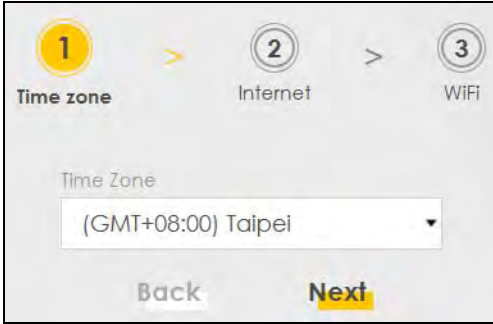 1 > 2 > 3
Time zone Internet WiFi
Time Zone
(GMT+08:00) Taipei
Back Next